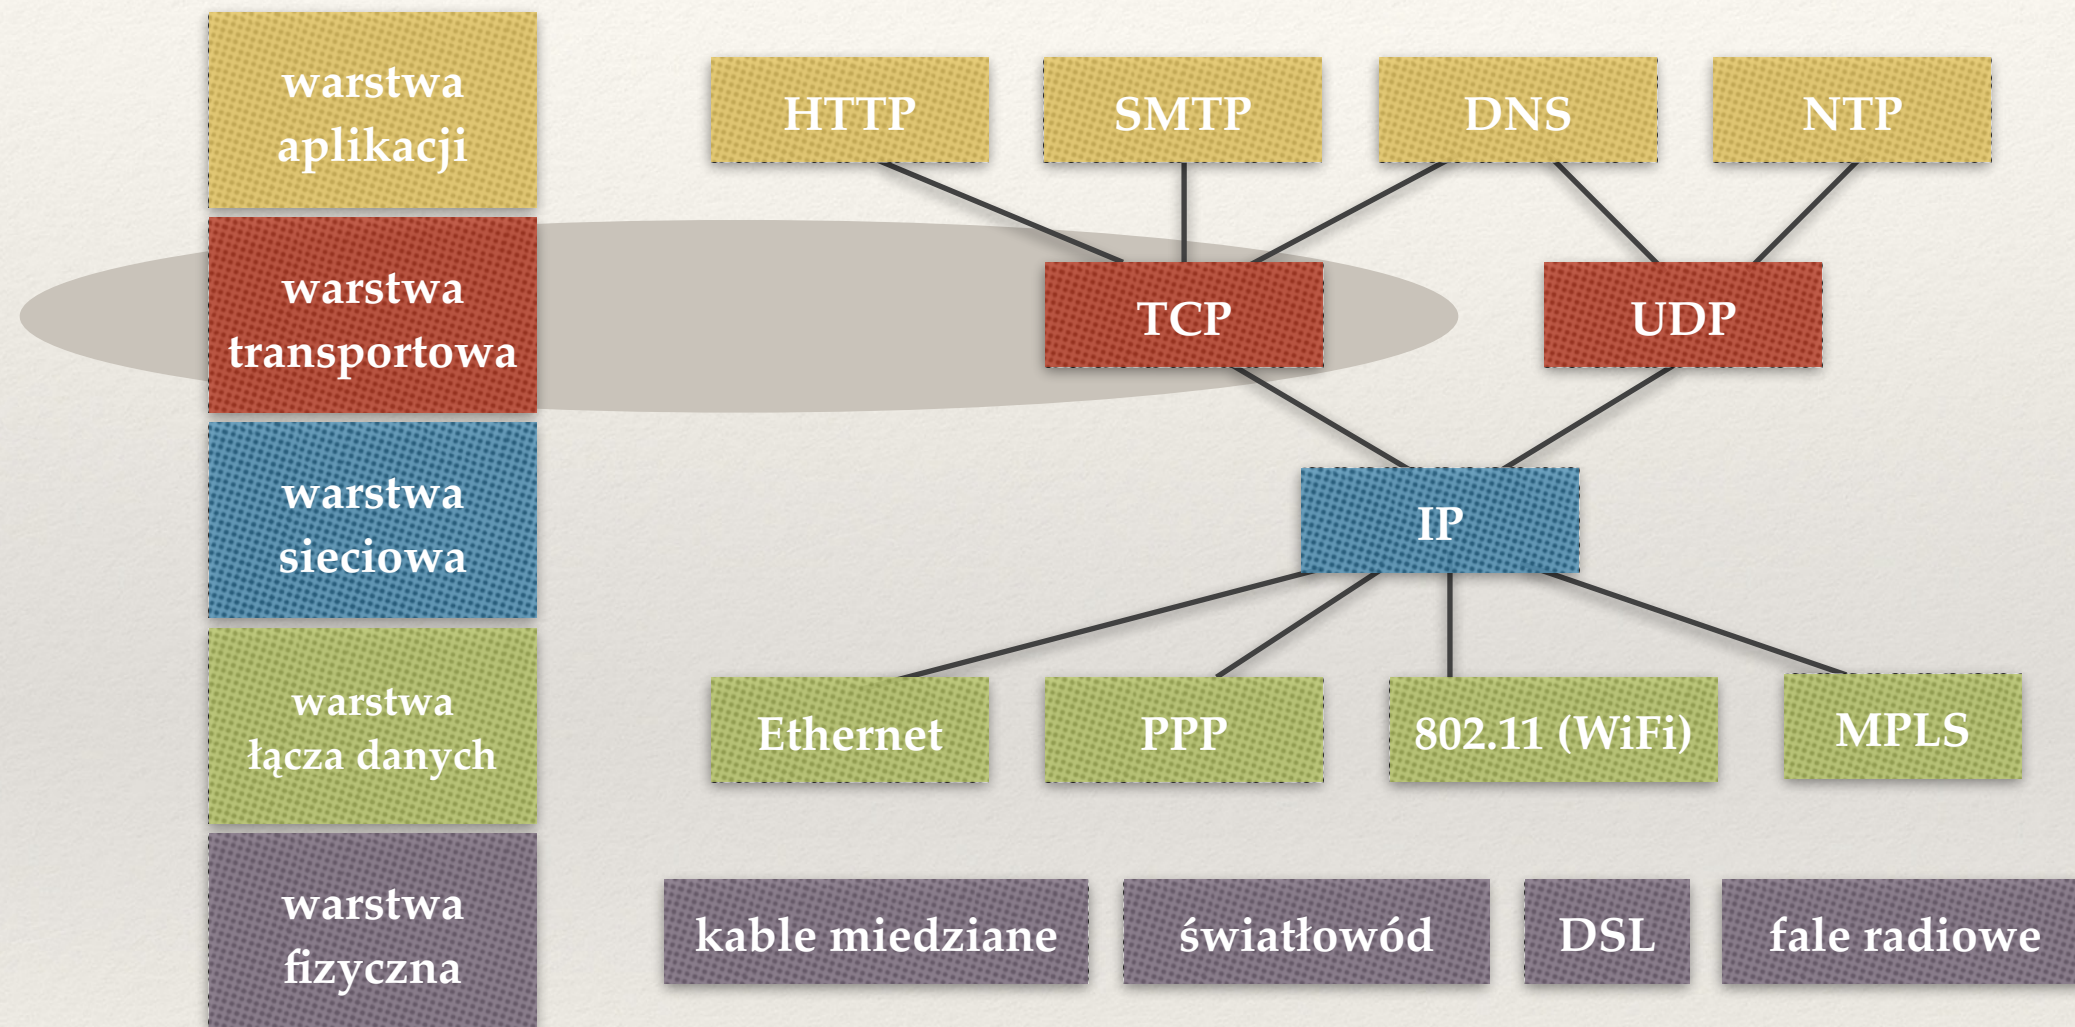 warstwa
aplikacji
HTTP
SMTP
DNS
NTP
warstwa
transportowa
TCP
UDP
warstwa
sieciowa
IP
warstwa
łącza danych
Ethernet
PPP
802.11 (WiFi)
MPLS
warstwa
fizyczna
kable miedziane
światłowód
DSL
fale radiowe